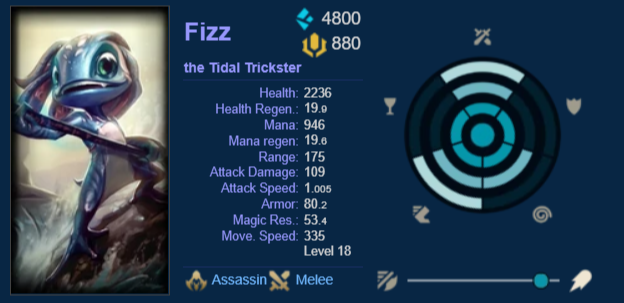 Fizz
4800
880
the Tidal Trickster
Health: 2236
Health Regen.: 19.9
Mana: 946
Mana regen: 19.6
Range: 175
Attack Damage: 109
Attack Speed: 1.005
Armor: 80.2
Magic Res.: 53.4
Move. Speed: 335
Level 18
Assassin Melee